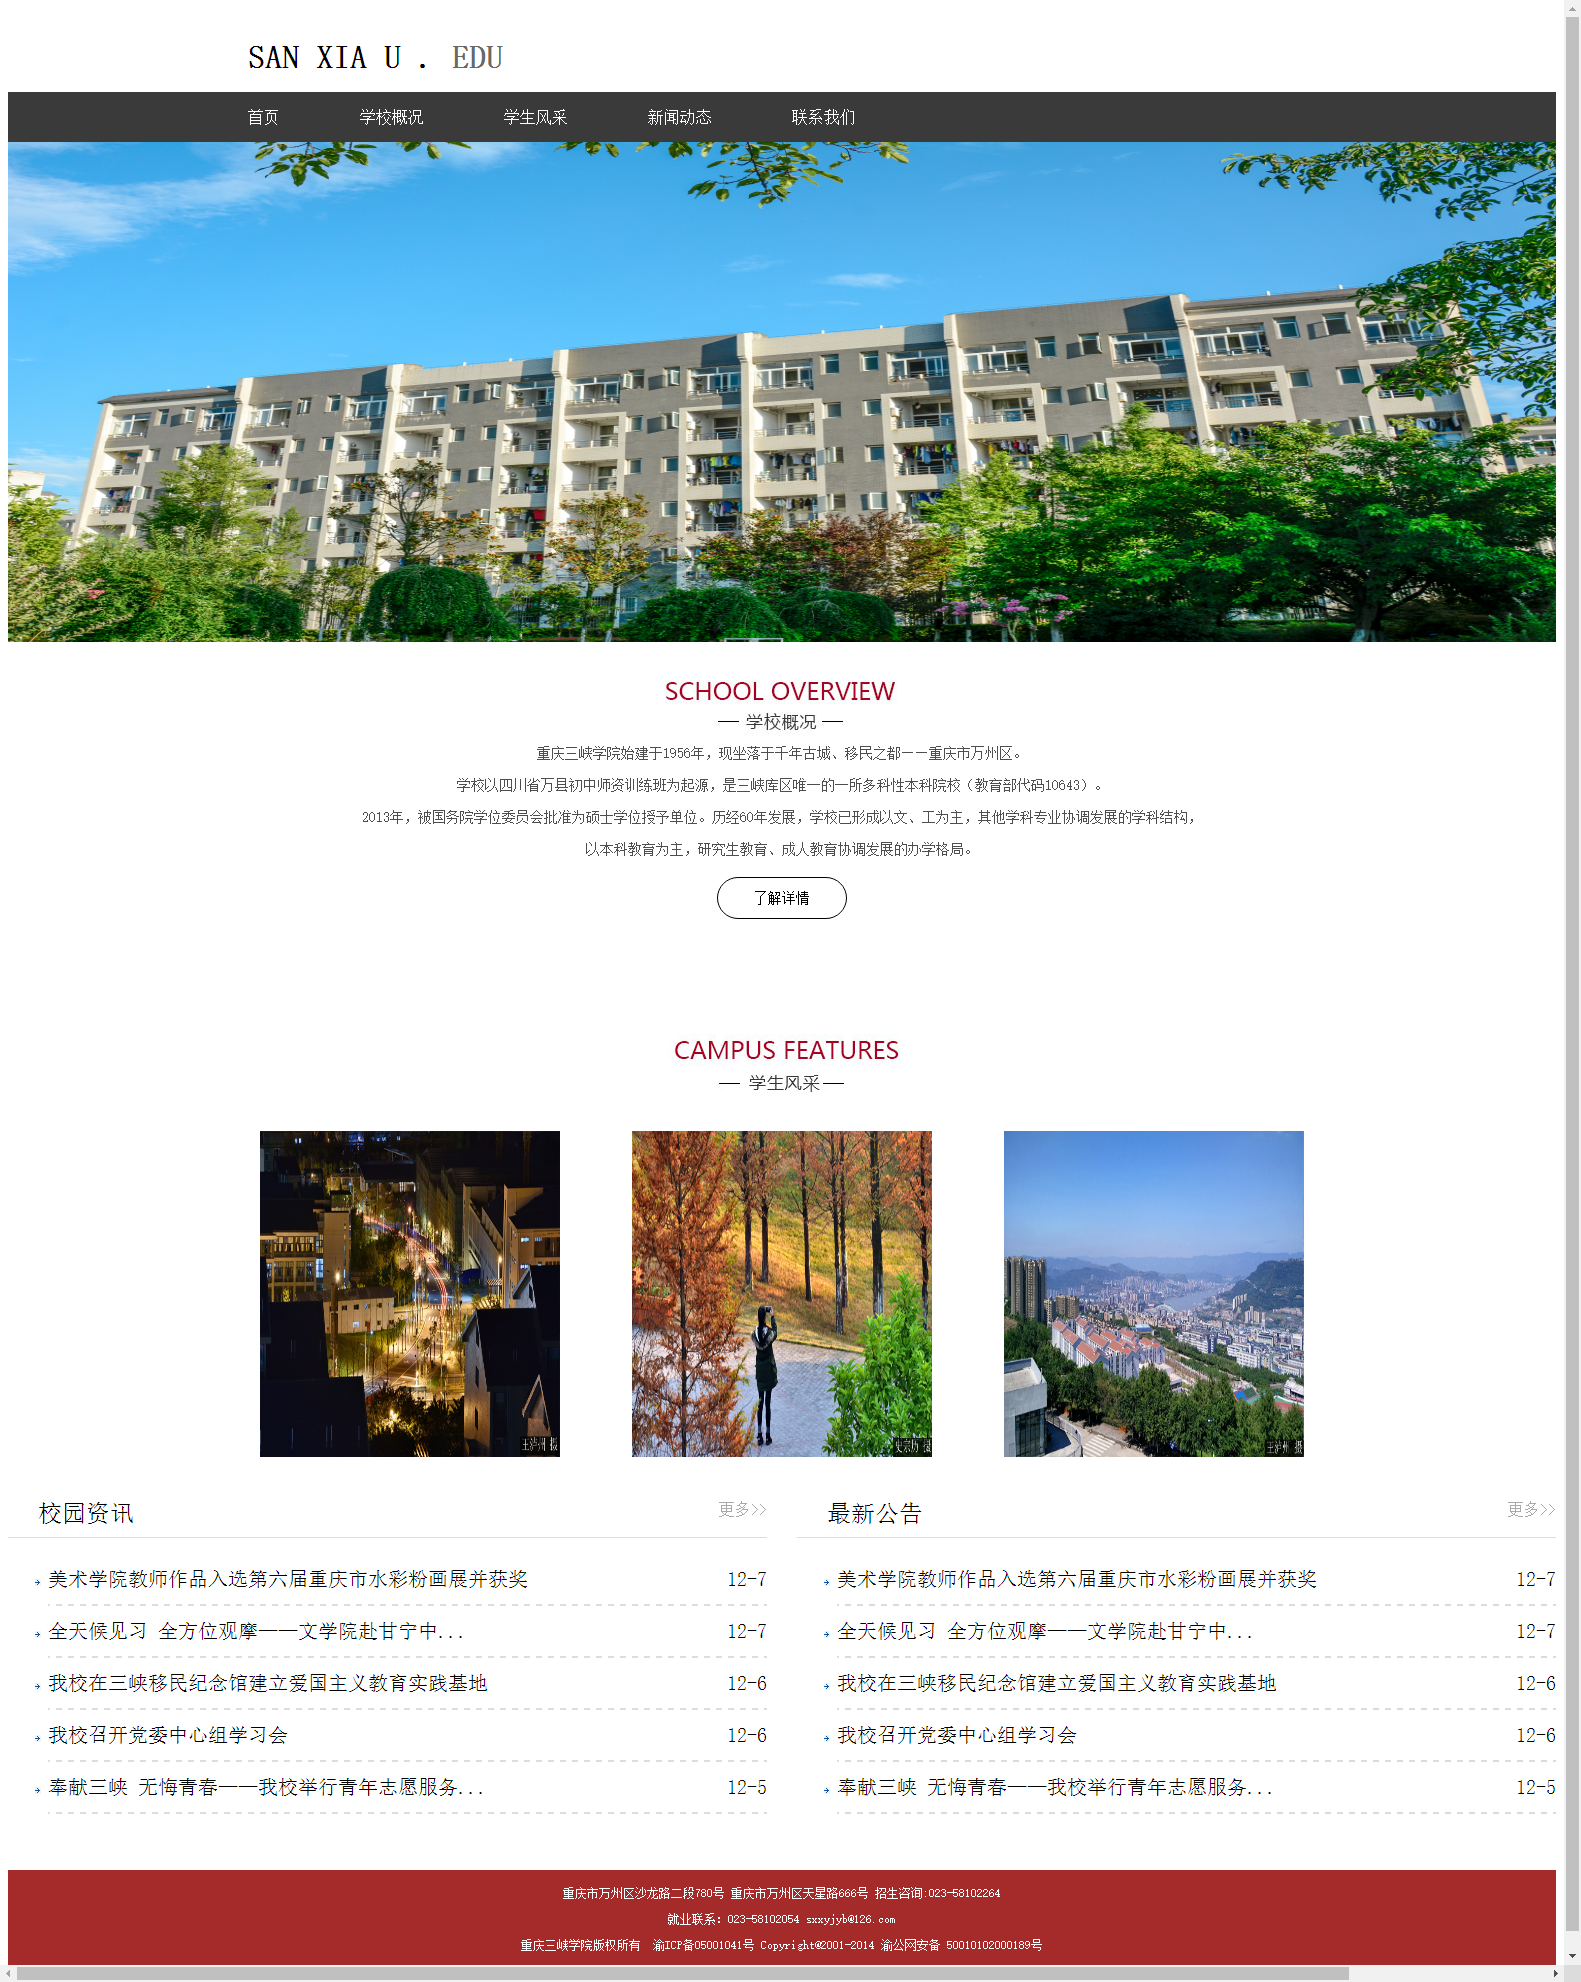 SAN XIA U . EDU
首页 学校概况 学生风采 新闻动态 联系我们
SCHOOL OVERVIEW
— 学校概况 —
重庆三峡学院始建于1956年，现坐落于千年古城、移民之都——重庆市万州区。
学校以四川省万县初中师资训练班为起源，是三峡库区唯一的一所多科性本科院校（教育部代码10643）。
2013年，被国务院学位委员会批准为硕士学位授予单位。历经60年发展，学校已形成以文、工为主，其他学科专业协调发展的学科结构，
以本科教育为主，研究生教育、成人教育协调发展的办学格局。
了解详情
CAMPUS FEATURES
— 学生风采 —
王泸州 摄
史宗历 摄
王泸州 摄
校园资讯 更多>>
美术学院教师作品入选第六届重庆市水彩粉画展并获奖 12-7
全天候见习 全方位观摩——文学院赴甘宁中... 12-7
我校在三峡移民纪念馆建立爱国主义教育实践基地 12-6
我校召开党委中心组学习会 12-6
奉献三峡 无悔青春——我校举行青年志愿服务... 12-5
最新公告 更多>>
美术学院教师作品入选第六届重庆市水彩粉画展并获奖 12-7
全天候见习 全方位观摩——文学院赴甘宁中... 12-7
我校在三峡移民纪念馆建立爱国主义教育实践基地 12-6
我校召开党委中心组学习会 12-6
奉献三峡 无悔青春——我校举行青年志愿服务... 12-5
重庆市万州区沙龙路二段780号 重庆市万州区天星路666号 招生咨询:023-58102264
就业联系：023-58102054 sxxyjyb@126.com
重庆三峡学院版权所有 渝ICP备05001041号 Copyright©2001-2014 渝公网安备 50010102000189号